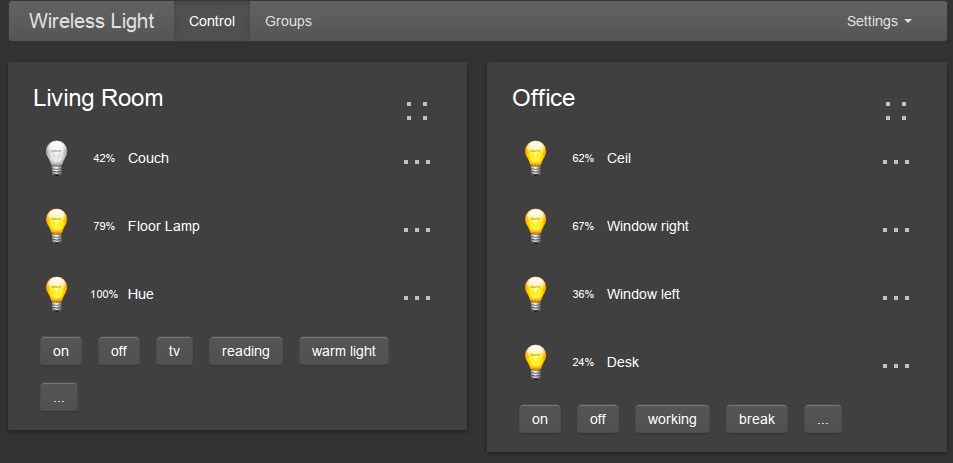 Wireless Light Control Groups Settings
Living Room
42% Couch
79% Floor Lamp
100% Hue
on off tv reading warm light
...
Office
62% Ceil
67% Window right
36% Window left
24% Desk
on off working break ...